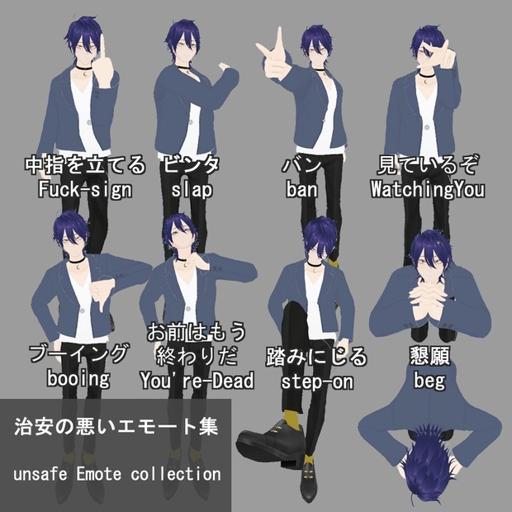 中指を立てる
Fuck-sign
ビンタ
slap
バン
ban
見ているぞ
WatchingYou
ブーイング
booing
お前はもう
終わりだ
You're-Dead
踏みにじる
step-on
懇願
beg
治安の悪いエモート集
unsafe Emote collection